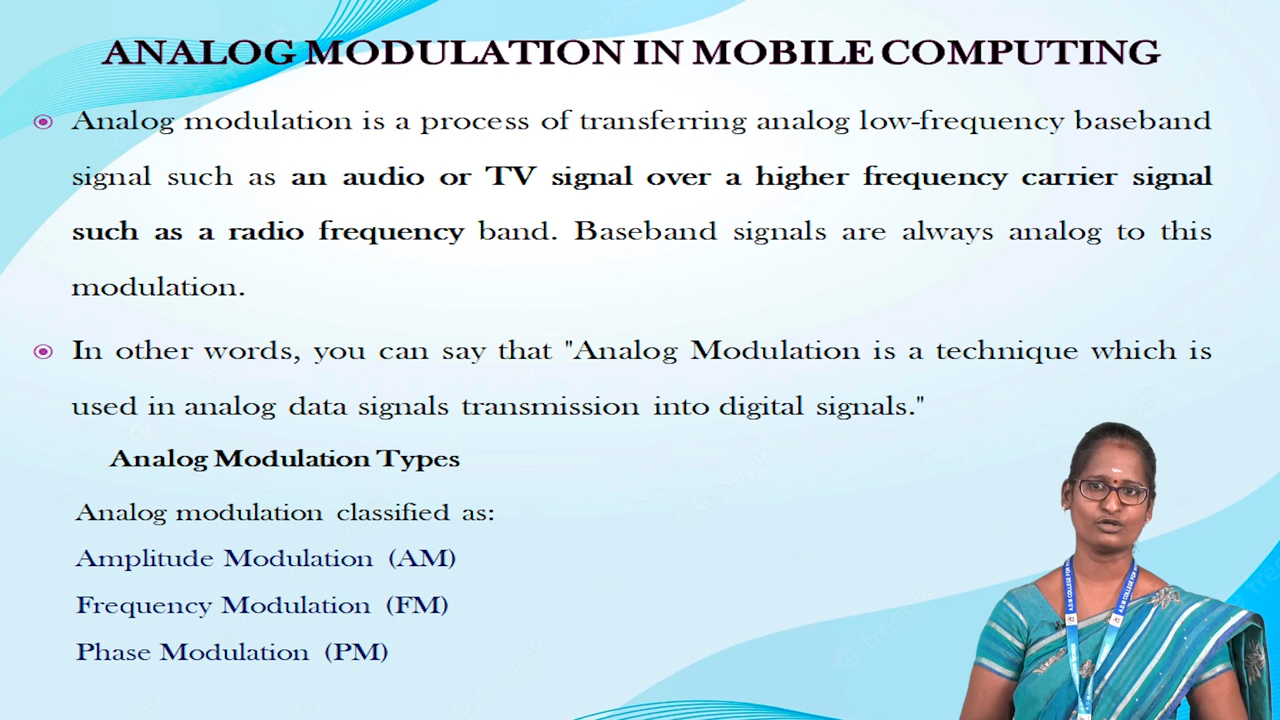 ANALOG MODULATION IN MOBILE COMPUTING
Analog modulation is a process of transferring analog low-frequency baseband
signal such as an audio or TV signal over a higher frequency carrier signal
such as a radio frequency band. Baseband signals are always analog to this
modulation.
In other words, you can say that "Analog Modulation is a technique which is
used in analog data signals transmission into digital signals."
Analog Modulation Types
Analog modulation classified as:
Amplitude Modulation (AM)
Frequency Modulation (FM)
Phase Modulation (PM)